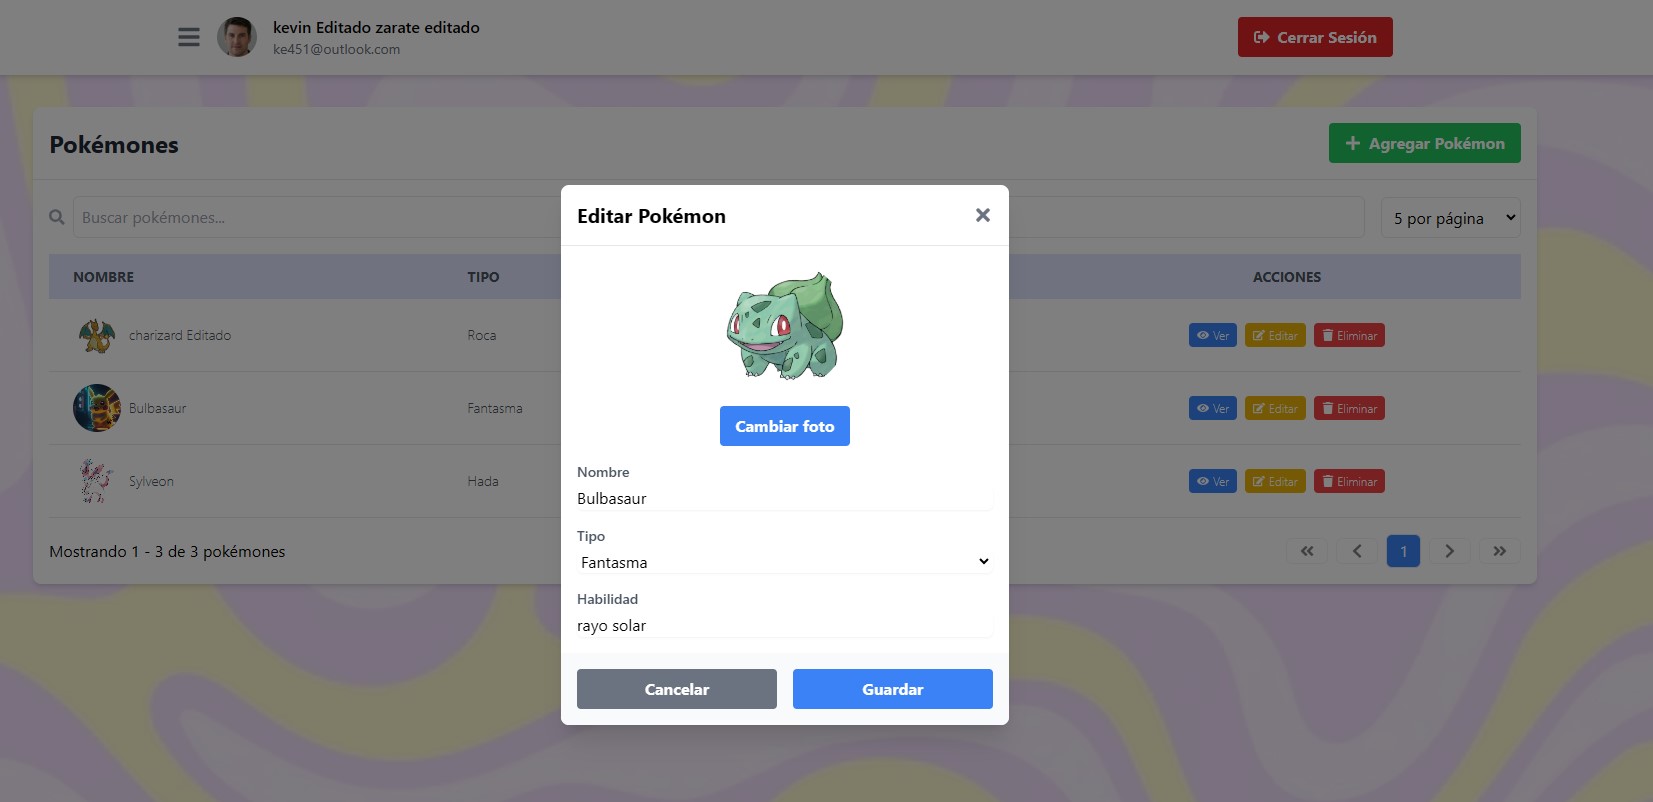 kevin Editado zarate editado
ke451@outlook.com
Cerrar Sesión
Pokémones
Agregar Pokémon
Buscar pokémones...
5 por página
NOMBRE TIPO ACCIONES
charizard Editado Roca Ver Editar Eliminar
Bulbasaur Fantasma Ver Editar Eliminar
Sylveon Hada Ver Editar Eliminar
Mostrando 1 - 3 de 3 pokémones
1
Editar Pokémon
Cambiar foto
Nombre
Bulbasaur
Tipo
Fantasma
Habilidad
rayo solar
Cancelar
Guardar